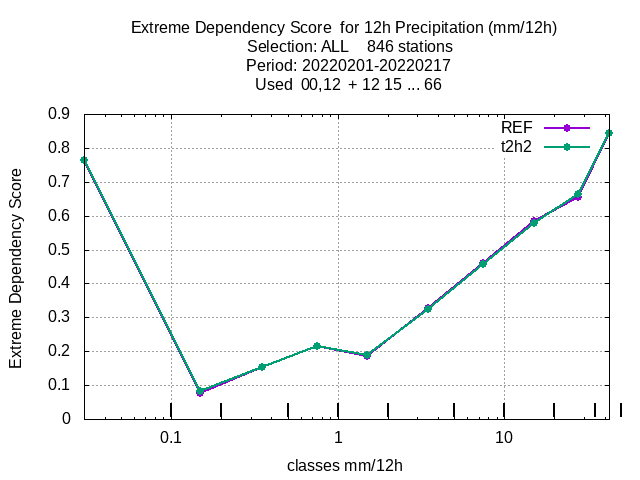 Extreme Dependency Score  for 12h Precipitation (mm/12h)
Selection: ALL    846 stations
Period: 20220201-20220217
Used  00,12  + 12 15 ... 66
REF
t2h2
Extreme Dependency Score
0.9
0.8
0.7
0.6
0.5
0.4
0.3
0.2
0.1
0
0.1 1 10
classes mm/12h